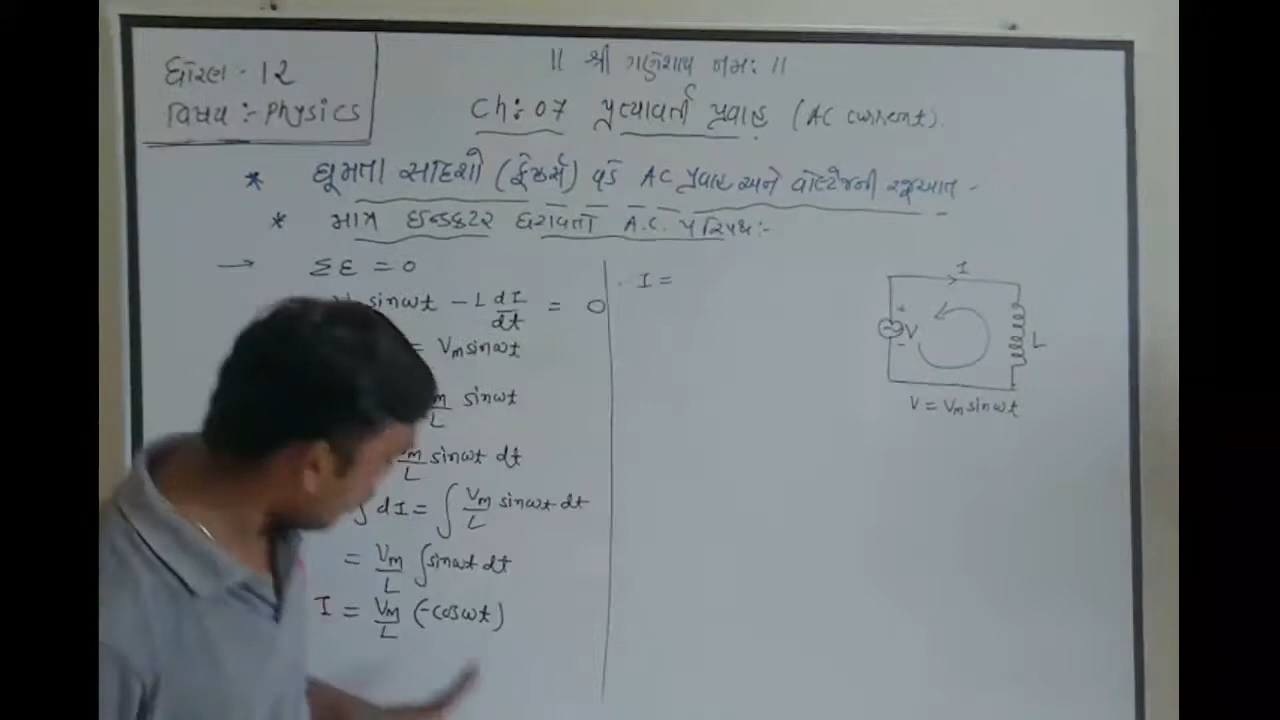 ધોરણ - 12
વિષય :- Physics
|| શ્રી ગણેશાય નમઃ ||
Ch: 07 પ્રત્યાવર્તી પ્રવાહ (AC current).
* ઘૂમતા સદિશો (ફેઝર્સ) વડે AC પ્રવાહ અને વોલ્ટેજની રજૂઆત -
* માત્ર ઇન્ડક્ટર ધરાવતો A.C. પરિપથ:-
→ Σε = 0
sinωt - L dI/dt = 0
= Vm sinωt
m/L sinωt
Vm/L sinωt dt
∫ dI = ∫ Vm/L sinωt dt
= Vm/L ∫ sinωt dt
I = Vm/L (-cosωt)
I =
I
+
~ V
-
L
V = Vm sinωt